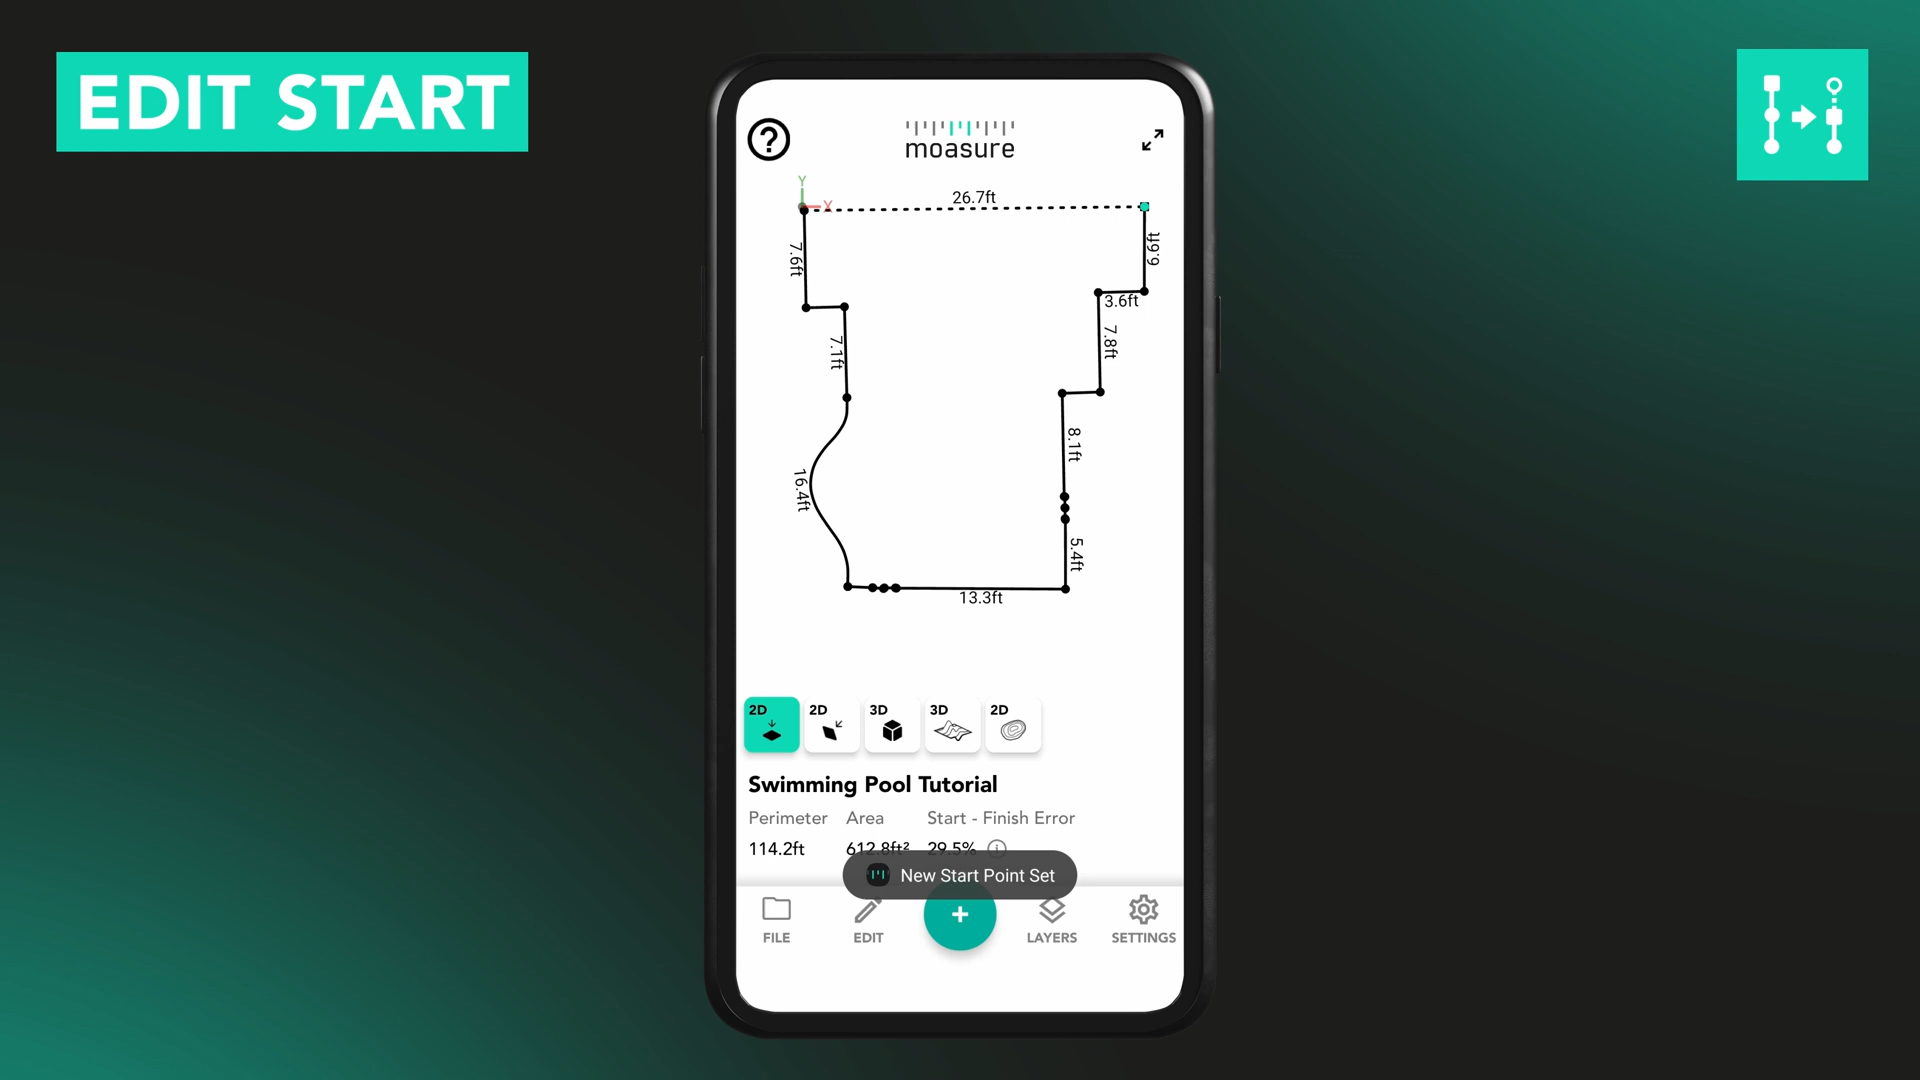 EDIT START
?
moasure
Y
X
26.7ft
7.6ft
6.9ft
3.6ft
7.1ft
7.8ft
8.1ft
16.4ft
5.4ft
13.3ft
2D
2D
3D
3D
2D
Swimming Pool Tutorial
Perimeter Area Start - Finish Error
114.2ft 612.8ft² 29.5% i
New Start Point Set
+
FILE EDIT LAYERS SETTINGS